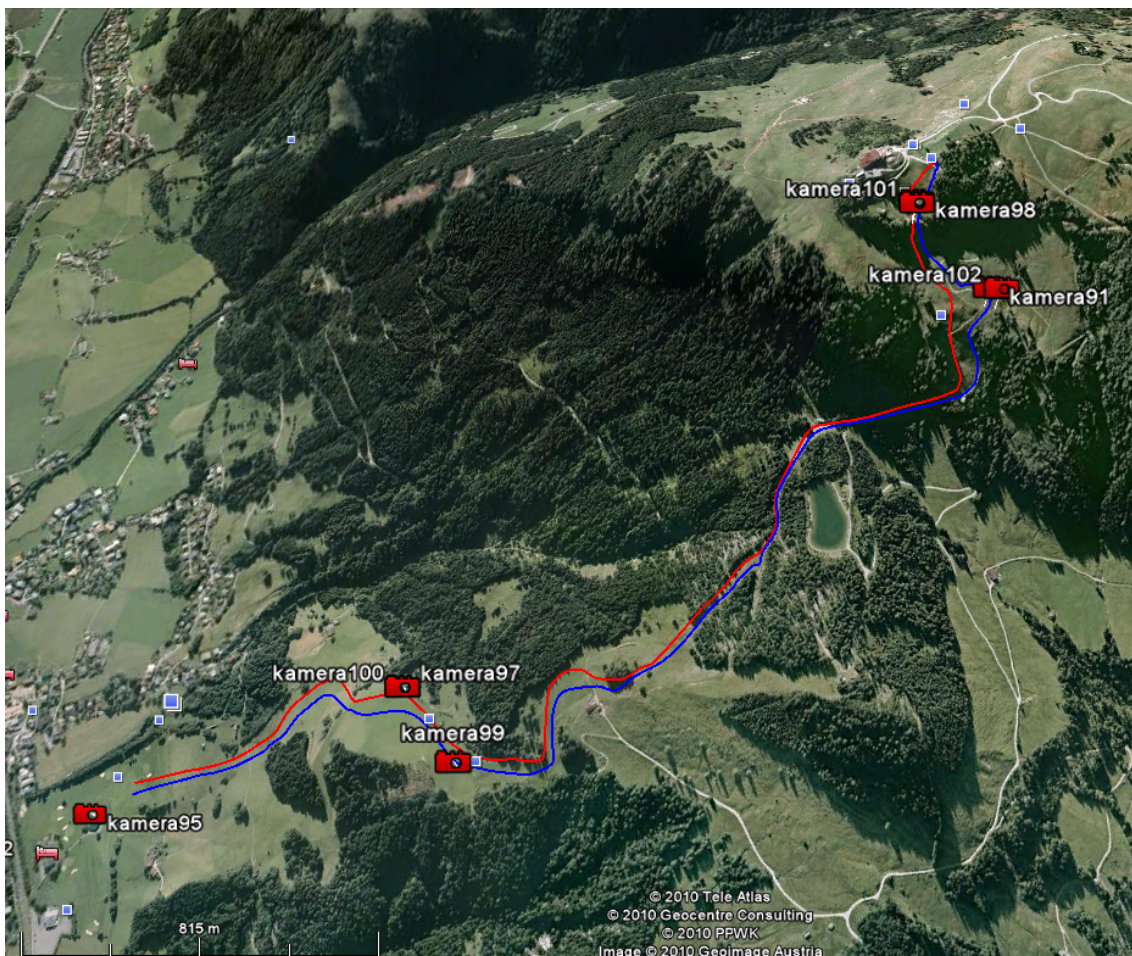 kamera101
kamera98
kamera102
kamera91
kamera100
kamera97
kamera99
kamera95
2
815 m
© 2010 Tele Atlas
© 2010 Geocentre Consulting
© 2010 PPWK
Image © 2010 Geoimage Austria